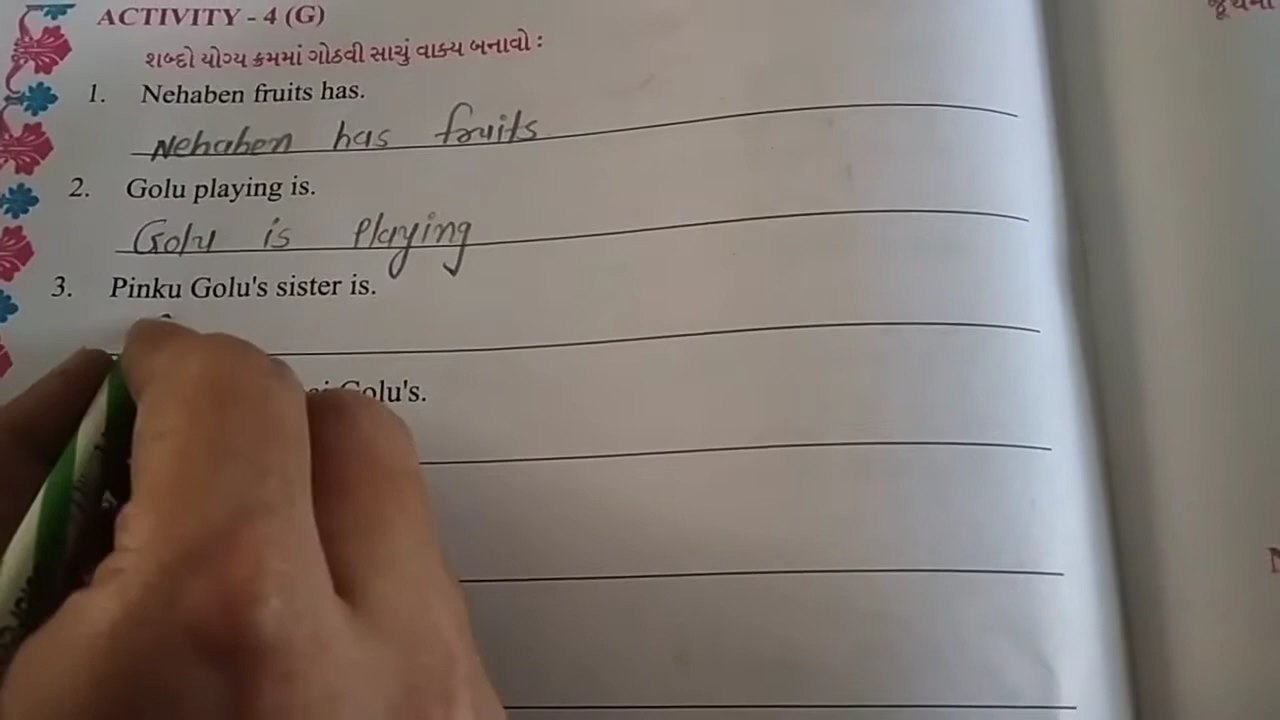 ACTIVITY - 4 (G)
શબ્દો યોગ્ય ક્રમમાં ગોઠવી સાચું વાક્ય બનાવો :
1. Nehaben fruits has.
Nehaben has fruits
2. Golu playing is.
Golu is playing
3. Pinku Golu's sister is.
Golu's.